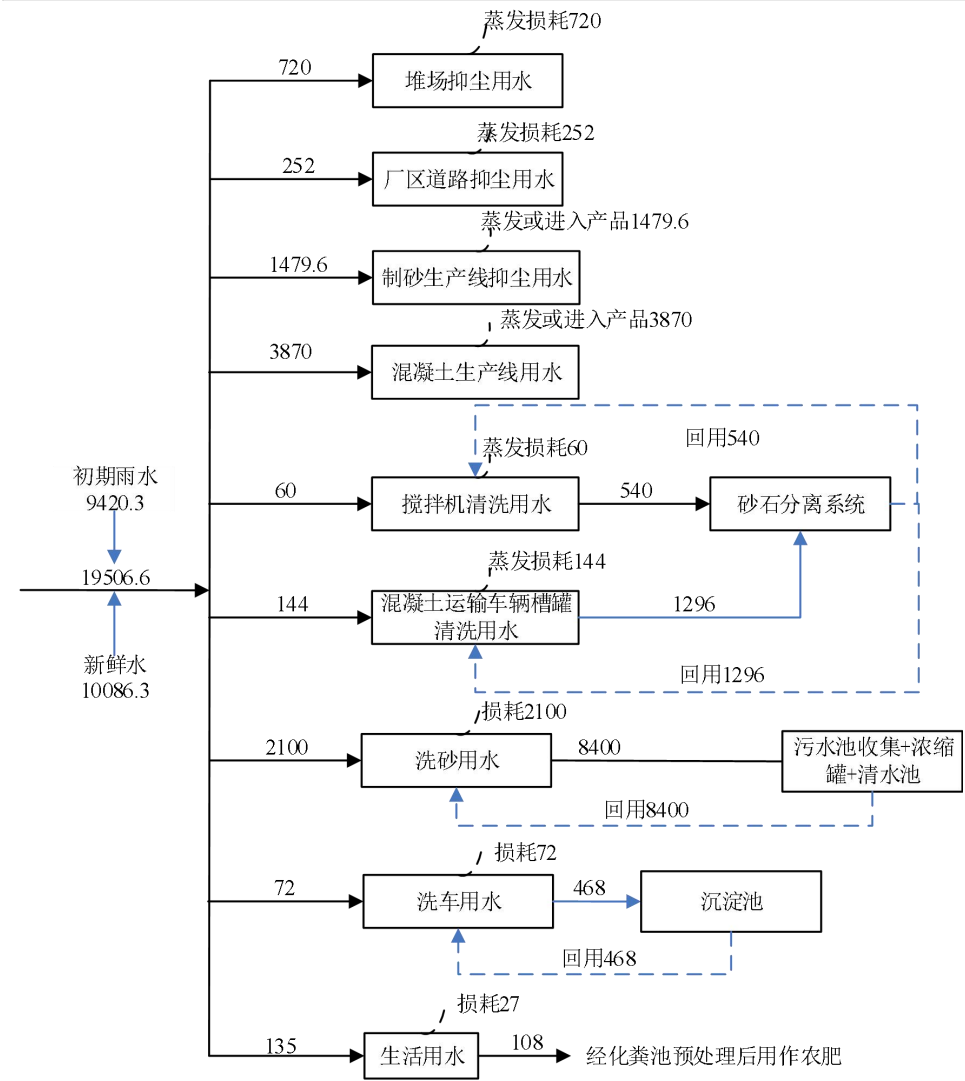 蒸发损耗720
720
堆场抑尘用水
蒸发损耗252
252
厂区道路抑尘用水
蒸发或进入产品1479.6
1479.6
制砂生产线抑尘用水
蒸发或进入产品3870
3870
混凝土生产线用水
回用540
蒸发损耗60
初期雨水
9420.3
60
搅拌机清洗用水
540
砂石分离系统
19506.6
蒸发损耗144
144
混凝土运输车辆槽罐
清洗用水
1296
新鲜水
10086.3
回用1296
损耗2100
2100
洗砂用水
8400
污水池收集+浓缩
罐+清水池
回用8400
损耗72
72
洗车用水
468
沉淀池
回用468
损耗27
135
生活用水
108
经化粪池预处理后用作农肥